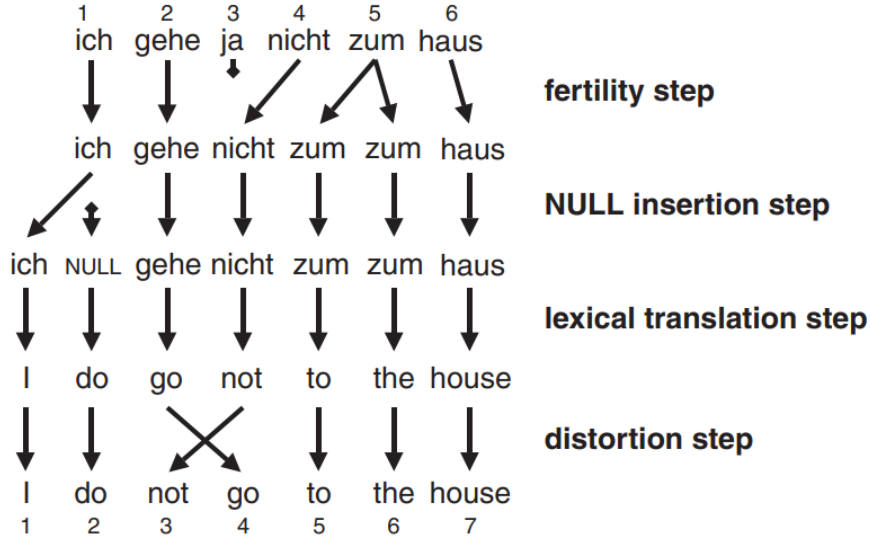 1 2 3 4 5 6
ich gehe ja nicht zum haus
fertility step
ich gehe nicht zum zum haus
NULL insertion step
ich NULL gehe nicht zum zum haus
lexical translation step
I do go not to the house
distortion step
I do not go to the house
1 2 3 4 5 6 7